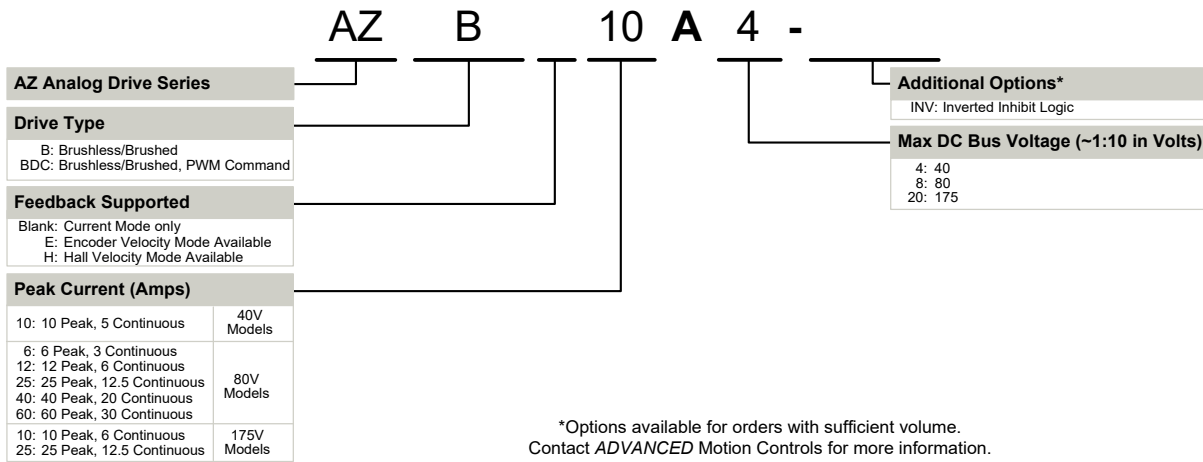 AZ B 10 A 4 -
AZ Analog Drive Series
Drive Type
B: Brushless/Brushed
BDC: Brushless/Brushed, PWM Command
Feedback Supported
Blank: Current Mode only
E: Encoder Velocity Mode Available
H: Hall Velocity Mode Available
Peak Current (Amps)
10: 10 Peak, 5 Continuous
40V
Models
6: 6 Peak, 3 Continuous
12: 12 Peak, 6 Continuous
25: 25 Peak, 12.5 Continuous
40: 40 Peak, 20 Continuous
60: 60 Peak, 30 Continuous
80V
Models
10: 10 Peak, 6 Continuous
25: 25 Peak, 12.5 Continuous
175V
Models
Additional Options*
INV: Inverted Inhibit Logic
Max DC Bus Voltage (~1:10 in Volts)
4: 40
8: 80
20: 175
*Options available for orders with sufficient volume.
Contact ADVANCED Motion Controls for more information.